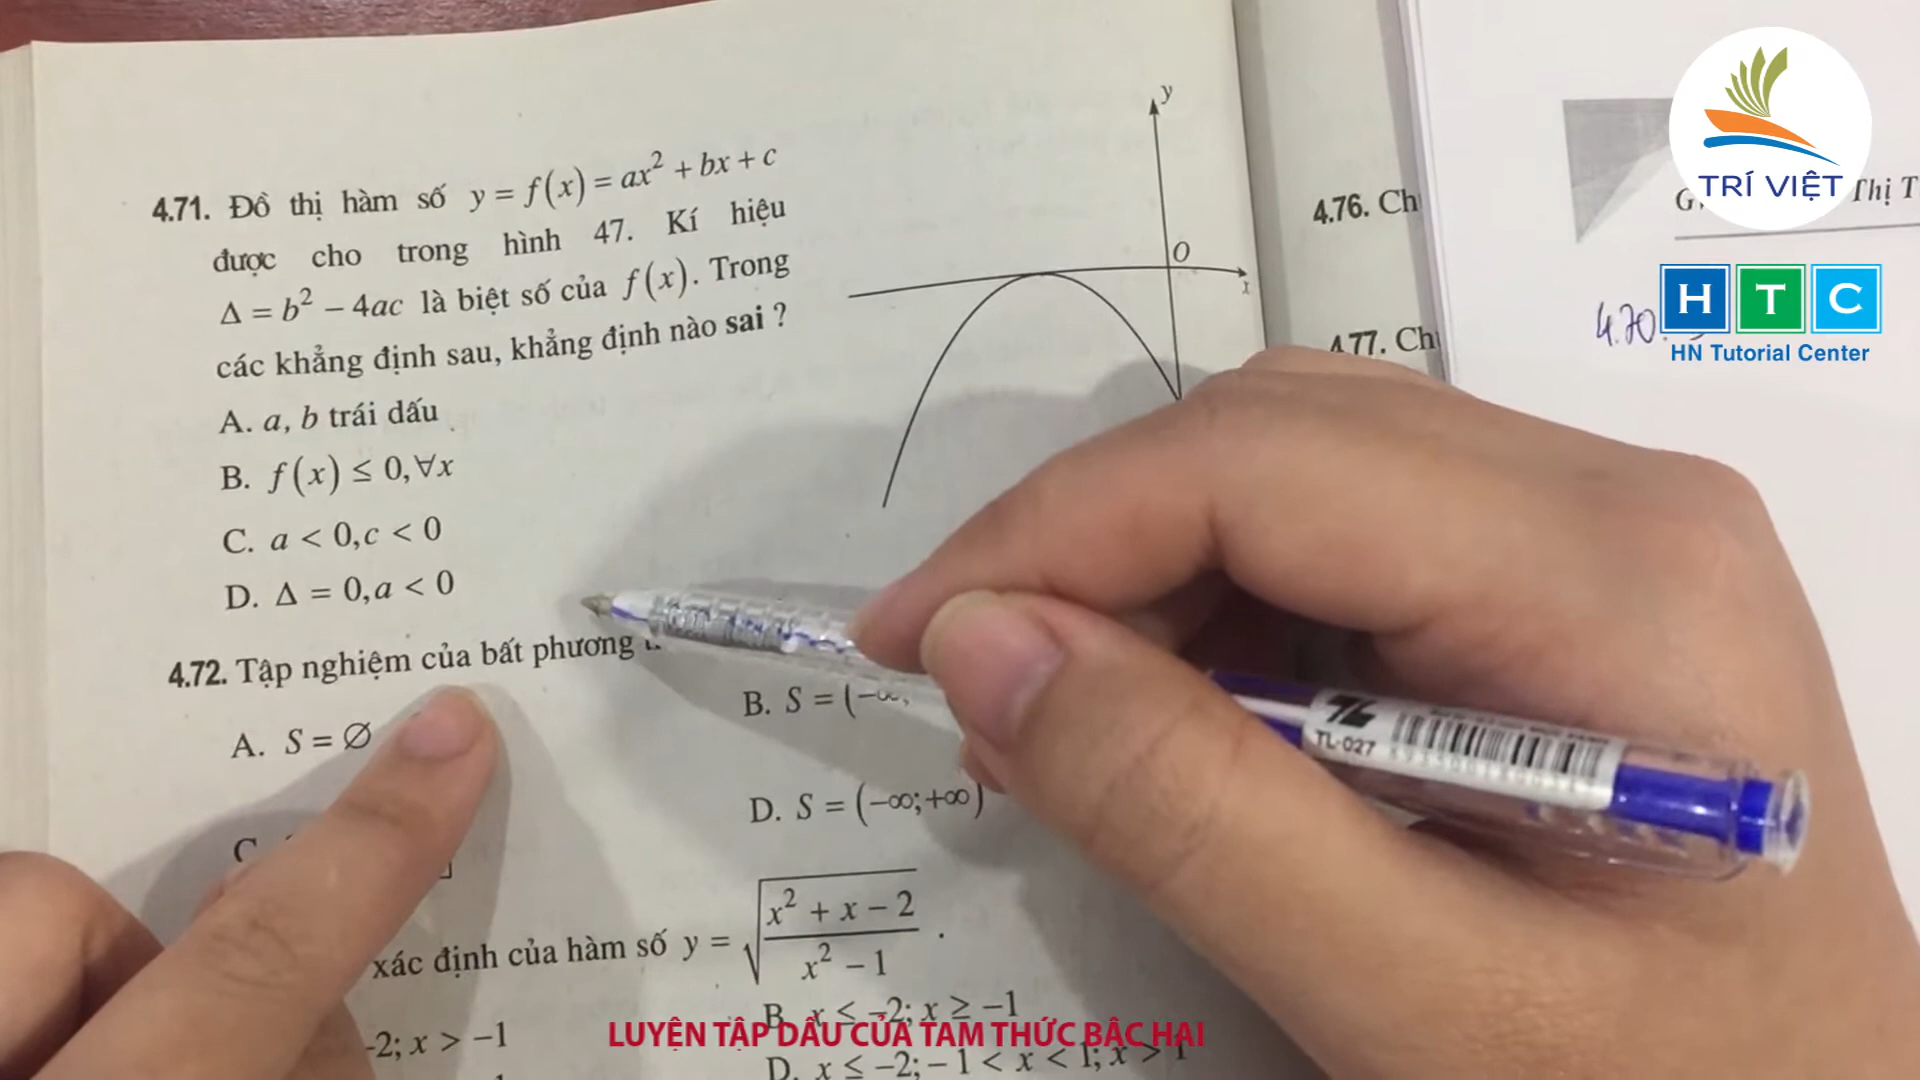 4.71. Đồ thị hàm số y = f(x) = ax² + bx + c
được cho trong hình 47. Kí hiệu
Δ = b² – 4ac là biệt số của f(x). Trong
các khẳng định sau, khẳng định nào sai ?
A. a, b trái dấu
B. f(x) ≤ 0, ∀x
C. a < 0, c < 0
D. Δ = 0, a < 0
y
O
x
4.72. Tập nghiệm của bất phương
A. S = ∅
B. S = (–∞;
C.
D. S = (–∞; +∞)
xác định của hàm số y = √((x² + x – 2)/(x² – 1)) .
-2; x > –1
B. x ≤ –2; x ≥ –1
D. x ≤ –2; – 1 < x < 1; x > 1
LUYỆN TẬP DẤU CỦA TAM THỨC BẬC HAI
4.76. Ch
4.77. Ch
Thị T
4.70.
TRÍ VIỆT
H T C
HN Tutorial Center
TL-027